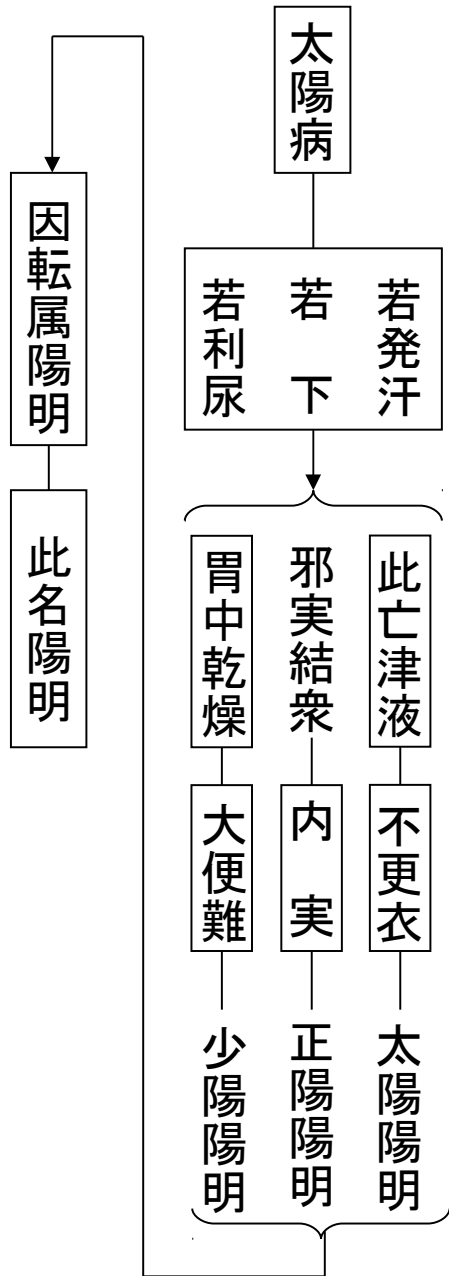 太陽病
若発汗
若下
若利尿
此亡津液
不更衣
太陽陽明
邪実結衆
内実
正陽陽明
胃中乾燥
大便難
少陽陽明
因転属陽明
此名陽明